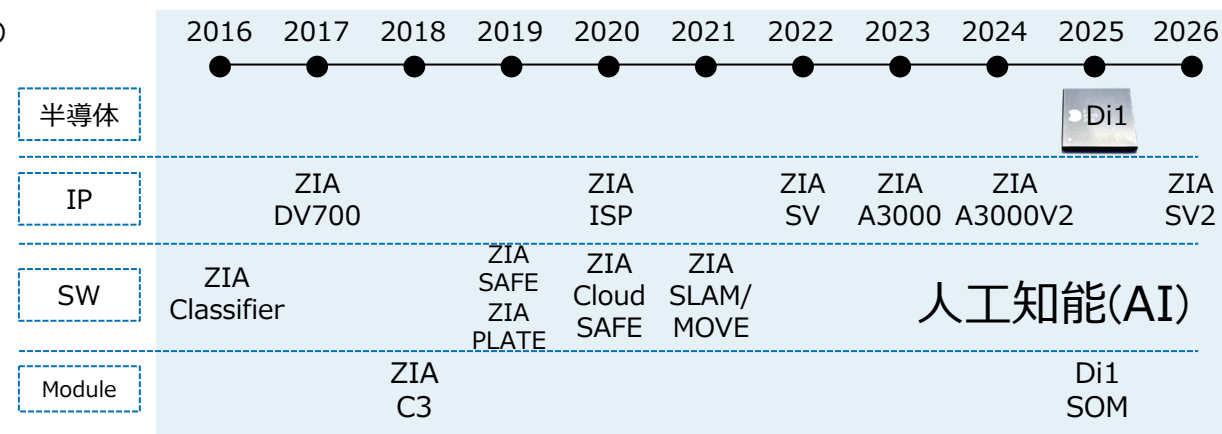 2016 2017 2018 2019 2020 2021 2022 2023 2024 2025 2026
半導体
Di1
IP
ZIA ZIA ZIA ZIA ZIA ZIA
DV700 ISP SV A3000 A3000V2 SV2
SW
ZIA
Classifier
ZIA
SAFE
ZIA
PLATE
ZIA
Cloud
SAFE
ZIA
SLAM/
MOVE
人工知能(AI)
Module
ZIA
C3
Di1
SOM